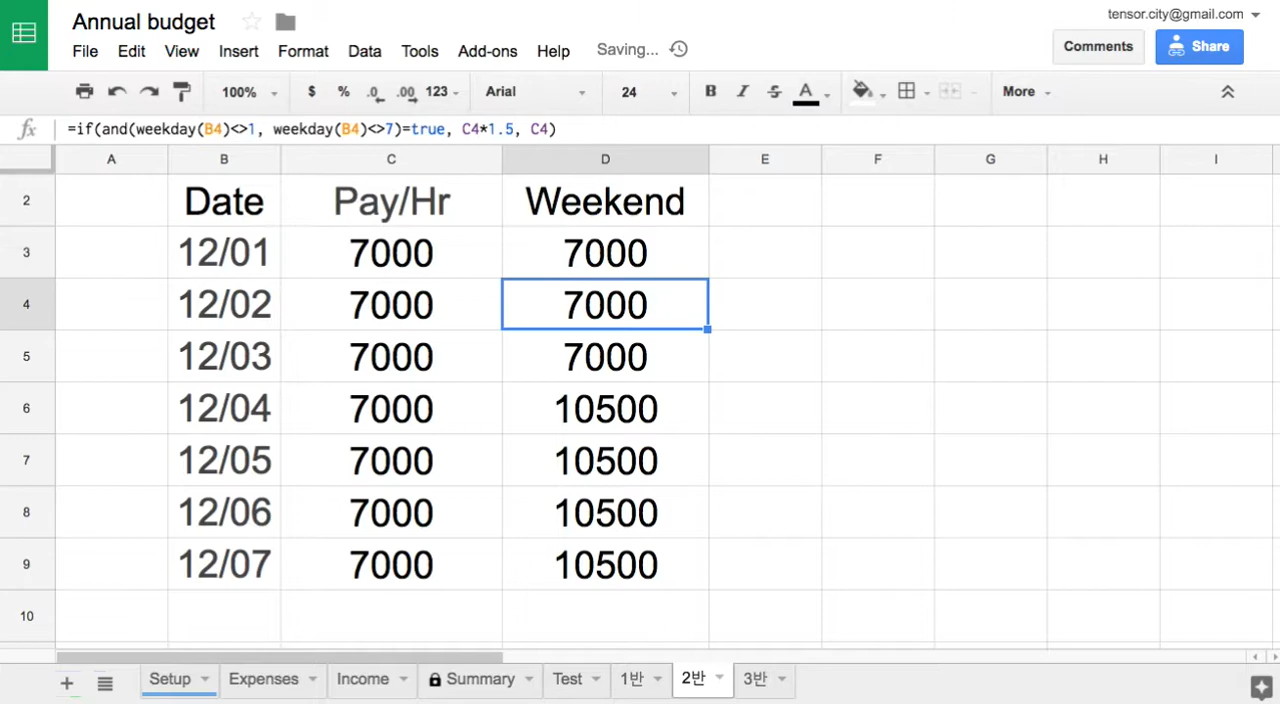 Annual budget
tensor.city@gmail.com
File Edit View Insert Format Data Tools Add-ons Help Saving...
Comments Share
100% $ % .0 .00 123 Arial 24 B I S A More
fx =if(and(weekday(B4)<>1, weekday(B4)<>7)=true, C4*1.5, C4)
A B C D E F G H I
2 Date Pay/Hr Weekend
3 12/01 7000 7000
4 12/02 7000 7000
5 12/03 7000 7000
6 12/04 7000 10500
7 12/05 7000 10500
8 12/06 7000 10500
9 12/07 7000 10500
10
Setup Expenses Income Summary Test 1반 2반 3반